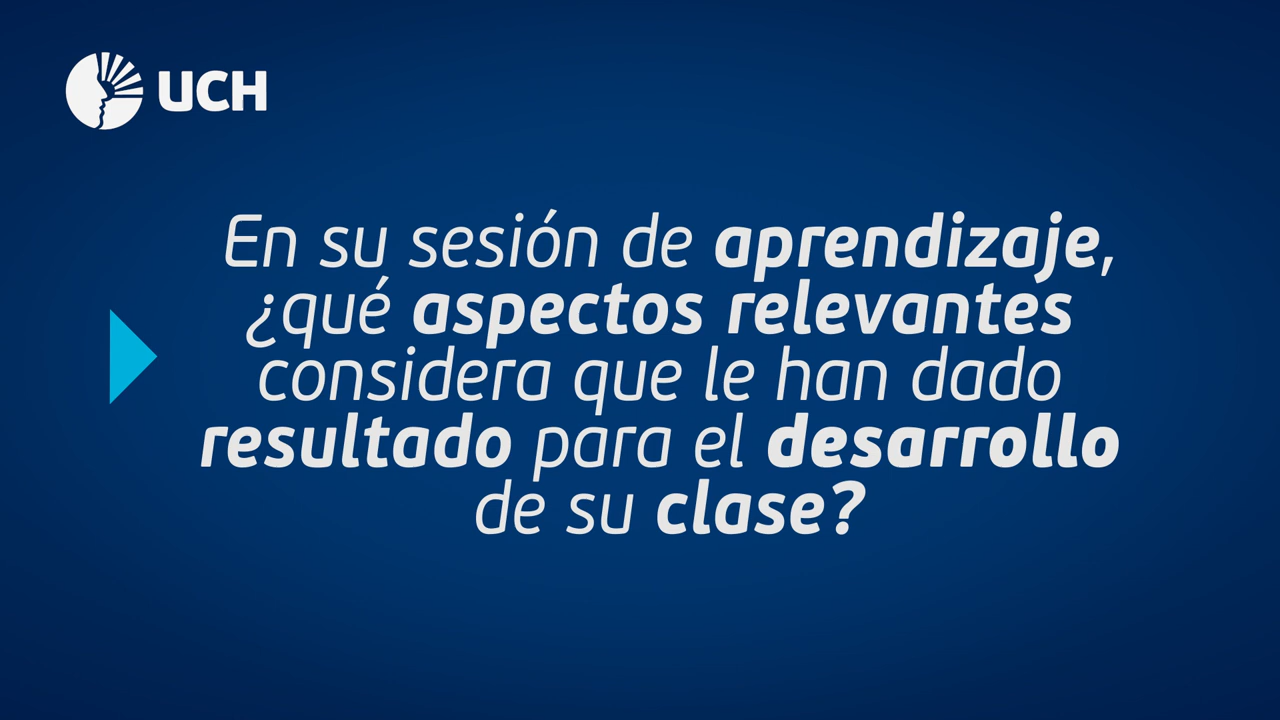 UCH
En su sesión de aprendizaje,
¿qué aspectos relevantes
considera que le han dado
resultado para el desarrollo
de su clase?